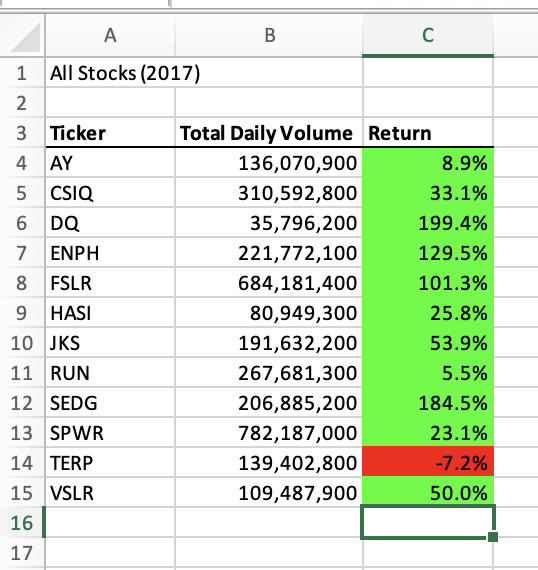 A B C
1 All Stocks (2017)
2
3 Ticker Total Daily Volume Return
4 AY 136,070,900 8.9%
5 CSIQ 310,592,800 33.1%
6 DQ 35,796,200 199.4%
7 ENPH 221,772,100 129.5%
8 FSLR 684,181,400 101.3%
9 HASI 80,949,300 25.8%
10 JKS 191,632,200 53.9%
11 RUN 267,681,300 5.5%
12 SEDG 206,885,200 184.5%
13 SPWR 782,187,000 23.1%
14 TERP 139,402,800 -7.2%
15 VSLR 109,487,900 50.0%
16
17